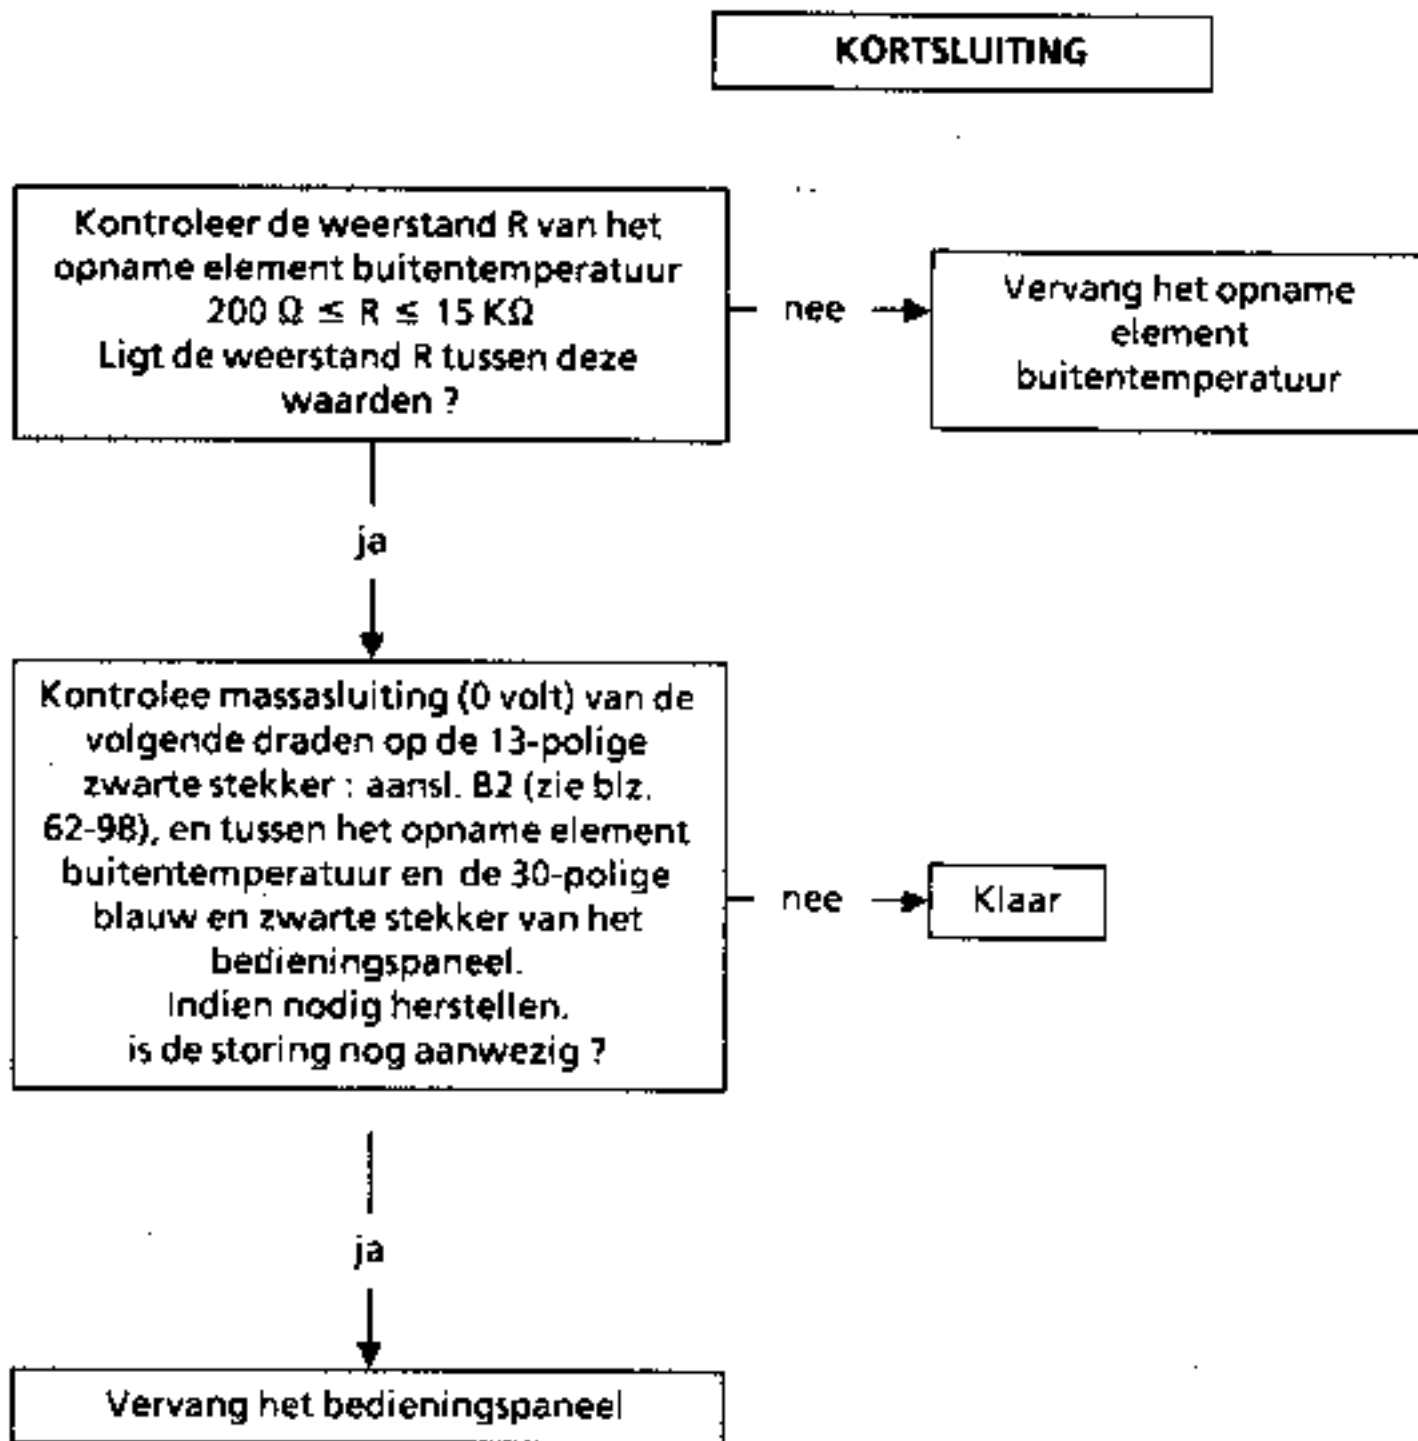 KORTSLUITING
Kontroleer de weerstand R van het
opname element buitentemperatuur
200 Ω ≤ R ≤ 15 KΩ
Ligt de weerstand R tussen deze
waarden ?
nee
Vervang het opname
element
buitentemperatuur
ja
Kontrolee massasluiting (0 volt) van de
volgende draden op de 13-polige
zwarte stekker : aansl. B2 (zie blz.
62-98), en tussen het opname element
buitentemperatuur en de 30-polige
blauw en zwarte stekker van het
bedieningspaneel.
Indien nodig herstellen.
is de storing nog aanwezig ?
nee
Klaar
ja
Vervang het bedieningspaneel